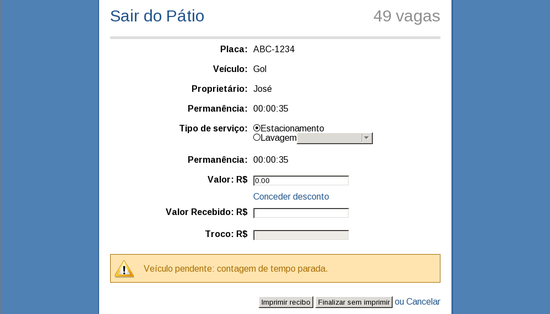 Sair do Pátio 49 vagas
Placa: ABC-1234
Veículo: Gol
Proprietário: José
Permanência: 00:00:35
Tipo de serviço: Estacionamento
Lavagem
Permanência: 00:00:35
Valor: R$ 0.00
Conceder desconto
Valor Recebido: R$
Troco: R$
Veículo pendente: contagem de tempo parada.
Imprimir recibo Finalizar sem imprimir ou Cancelar